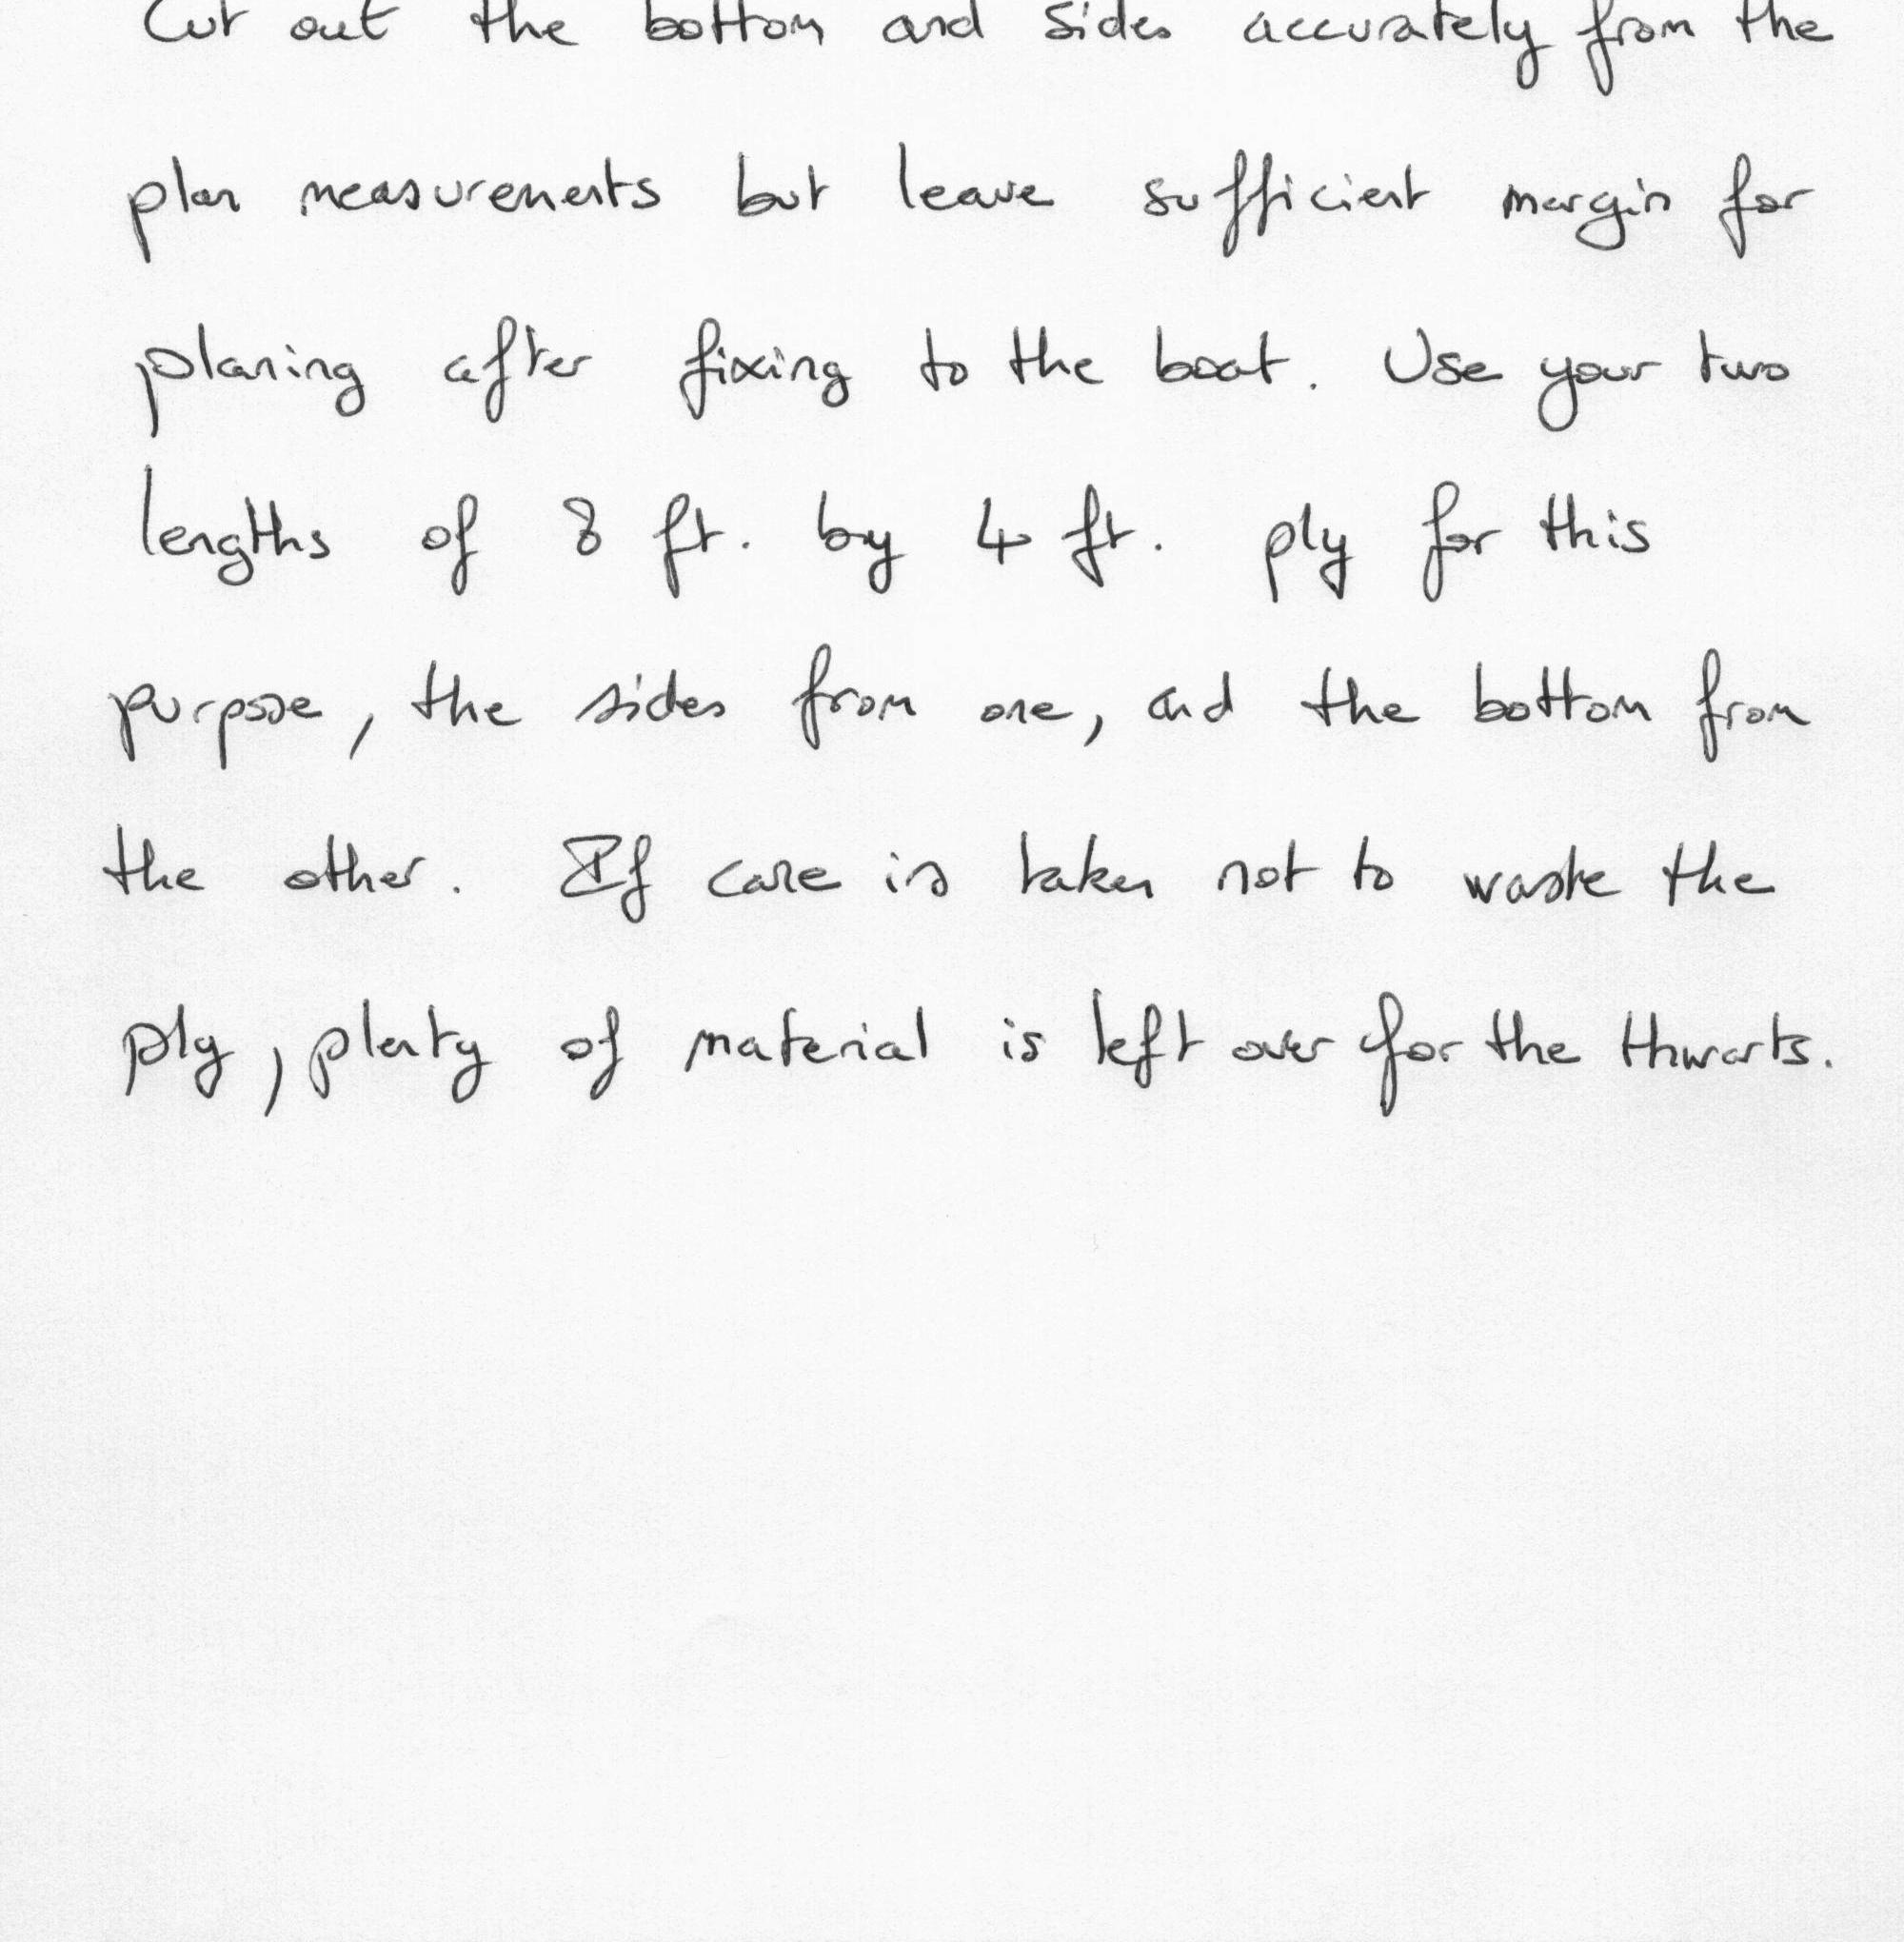 Cut out the bottom and sides accurately from the
plan measurements but leave sufficient margin for
planing after fixing to the boat. Use your two
lengths of 8 ft. by 4 ft. ply for this
purpose, the sides from one, and the bottom from
the other. If care is taken not to waste the
ply, plenty of material is left over for the thwarts.